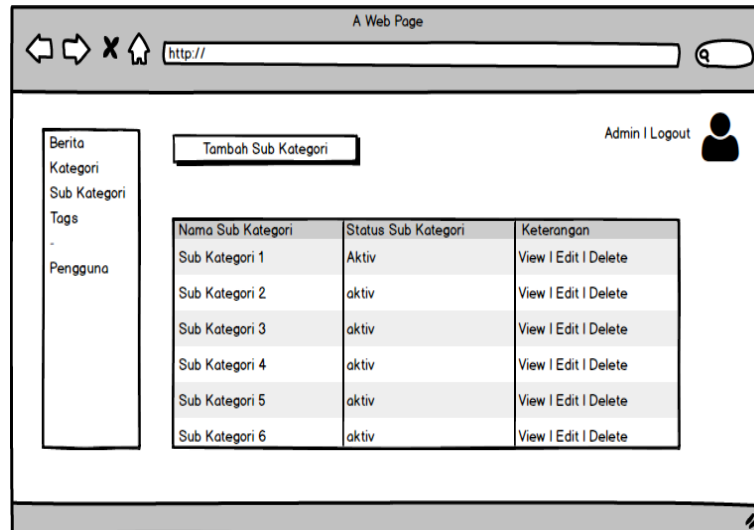 A Web Page
http://
Admin | Logout
Berita
Kategori
Sub Kategori
Tags
-
Pengguna
Tambah Sub Kategori
Nama Sub Kategori Status Sub Kategori Keterangan
Sub Kategori 1 Aktiv View | Edit | Delete
Sub Kategori 2 aktiv View | Edit | Delete
Sub Kategori 3 aktiv View | Edit | Delete
Sub Kategori 4 aktiv View | Edit | Delete
Sub Kategori 5 aktiv View | Edit | Delete
Sub Kategori 6 aktiv View | Edit | Delete